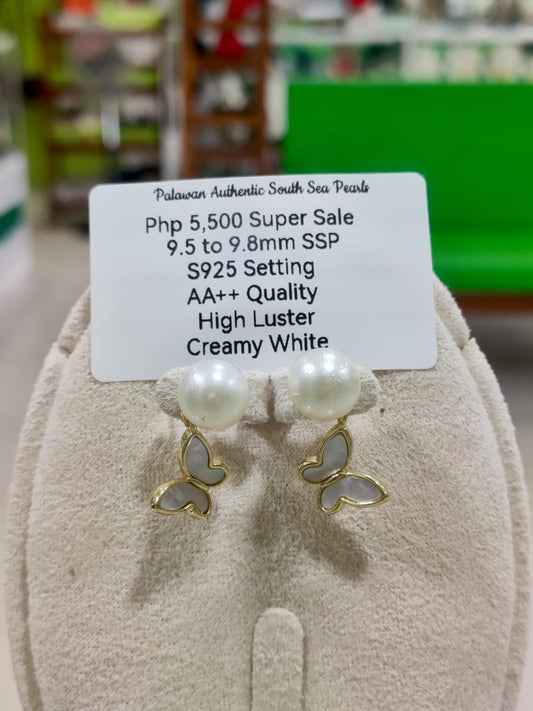 Palawan Authentic South Sea Pearls
Php 5,500 Super Sale
9.5 to 9.8mm SSP
S925 Setting
AA++ Quality
High Luster
Creamy White